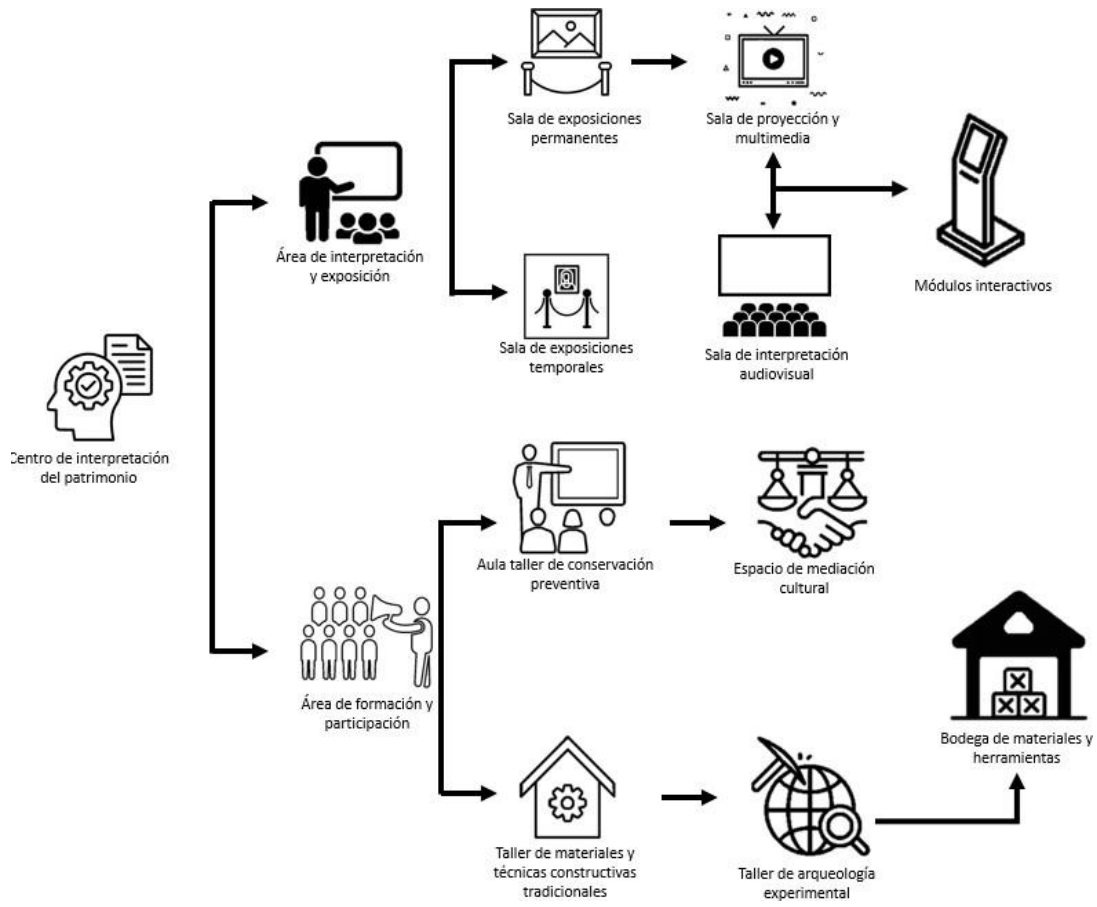 Sala de exposiciones
permanentes
Sala de proyección y
multimedia
Área de interpretación
y exposición
Módulos interactivos
Sala de exposiciones
temporales
Sala de interpretación
audiovisual
Centro de interpretación
del patrimonio
Aula taller de conservación
preventiva
Espacio de mediación
cultural
Área de formación y
participación
Bodega de materiales y
herramientas
Taller de materiales y
técnicas constructivas
tradicionales
Taller de arqueología
experimental